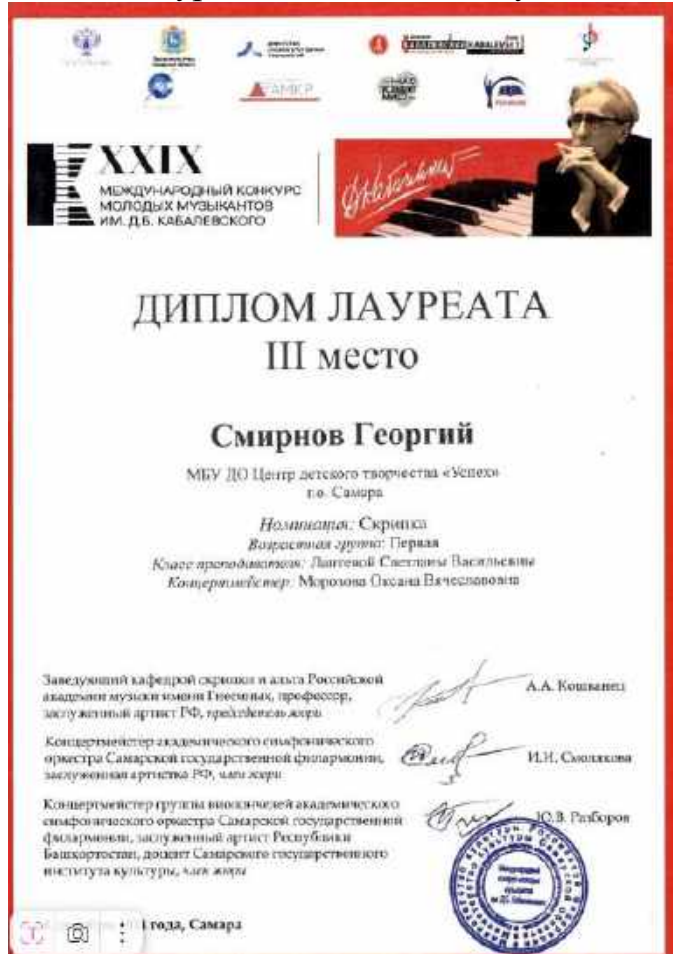 XXIX
МЕЖДУНАРОДНЫЙ КОНКУРС
МОЛОДЫХ МУЗЫКАНТОВ
ИМ. Д.Б. КАБАЛЕВСКОГО
ДИПЛОМ ЛАУРЕАТА
III место
Смирнов Георгий
МБУ ДО Центр детского творчества «Успех»
г.о. Самара
Номинация: Скрипка
Возрастная группа: Первая
Класс преподавателя: Светланы Васильевны
Концертмейстер: Морозова Оксана Вячеславовна
Заведующий кафедрой скрипки и альта Российской
академии музыки имени Гнесиных, профессор,
заслуженный артист РФ, председатель жюри
А.А. Кошванец
Концертмейстер академического симфонического
оркестра Самарской государственной филармонии,
заслуженная артистка РФ, член жюри
И.И. Смолякова
Концертмейстер группы виолончелей академического
симфонического оркестра Самарской государственной
филармонии, заслуженный артист Республики
Башкортостан, доцент Самарского государственного
института культуры, член жюри
Ю.В. Разборов
года, Самара